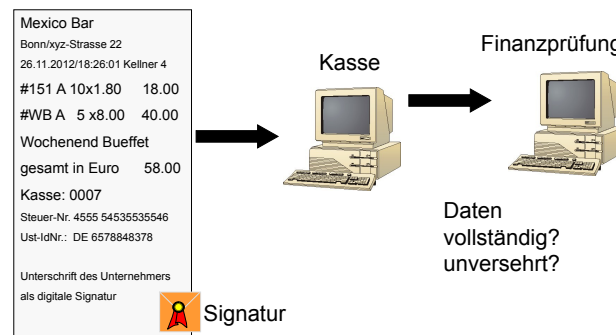 Mexico Bar
Bonn/xyz-Strasse 22
26.11.2012/18:26:01 Kellner 4
#151 A 10x1.80 18.00
#WB A 5 x8.00 40.00
Wochenend Bueffet
gesamt in Euro 58.00
Kasse: 0007
Steuer-Nr. 4555 54535535546
Ust-IdNr.: DE 6578848378
Unterschrift des Unternehmers
als digitale Signatur
Signatur
Kasse
Finanzprüfung
Daten
vollständig?
unversehrt?